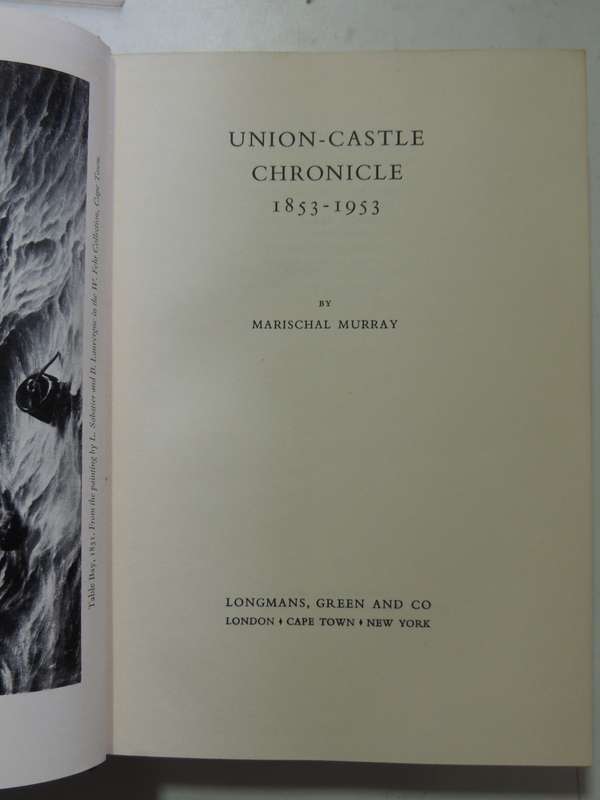 Table Bay, 1831. From the painting by L. Sabatier and B. Lauvergne in the W. Fehr Collection, Cape Town.
UNION-CASTLE
CHRONICLE
1853-1953
BY
MARISCHAL MURRAY
LONGMANS, GREEN AND CO
LONDON ♦ CAPE TOWN ♦ NEW YORK